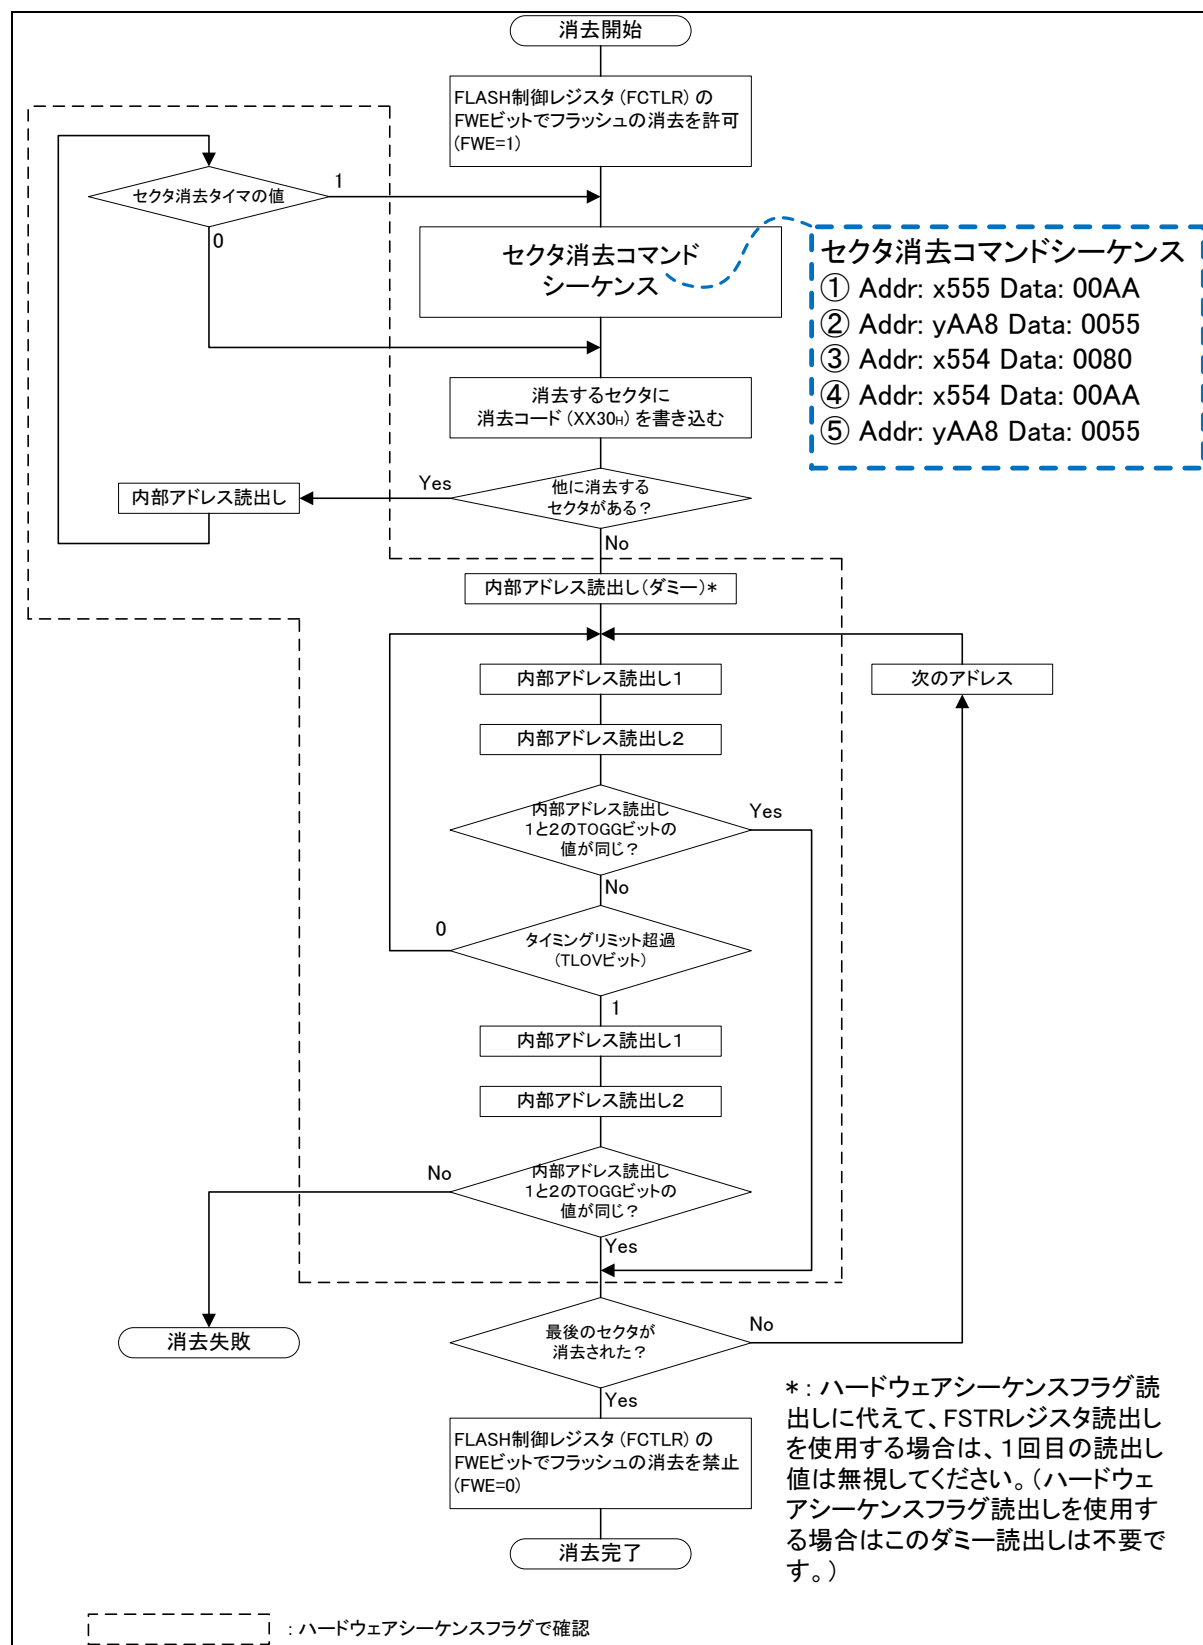 消去開始
FLASH制御レジスタ (FCTLR) の
FWEビットでフラッシュの消去を許可
(FWE=1)
セクタ消去タイマの値
1
0
セクタ消去コマンド
シーケンス
セクタ消去コマンドシーケンス
① Addr: x555 Data: 00AA
② Addr: yAA8 Data: 0055
③ Addr: x554 Data: 0080
④ Addr: x554 Data: 00AA
⑤ Addr: yAA8 Data: 0055
消去するセクタに
消去コード (XX30H) を書き込む
他に消去する
セクタがある？
Yes
内部アドレス読出し
No
内部アドレス読出し(ダミー)*
内部アドレス読出し1
次のアドレス
内部アドレス読出し2
内部アドレス読出し
1と2のTOGGビットの
値が同じ？
Yes
No
タイミングリミット超過
(TLOVビット)
0
1
内部アドレス読出し1
内部アドレス読出し2
内部アドレス読出し
1と2のTOGGビットの
値が同じ？
No
Yes
消去失敗
最後のセクタが
消去された？
No
Yes
FLASH制御レジスタ (FCTLR) の
FWEビットでフラッシュの消去を禁止
(FWE=0)
消去完了
*：ハードウェアシーケンスフラグ読
出しに代えて、FSTRレジスタ読出し
を使用する場合は、1回目の読出し
値は無視してください。(ハードウェ
アシーケンスフラグ読出しを使用す
る場合はこのダミー読出しは不要で
す。)
：ハードウェアシーケンスフラグで確認